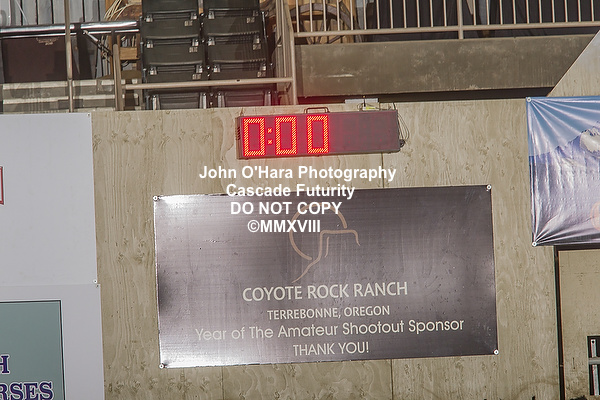 0:00
John O'Hara Photography
Cascade Futurity
DO NOT COPY
©MMXVIII
COYOTE ROCK RANCH
TERREBONNE, OREGON
Year of The Amateur Shootout Sponsor
THANK YOU!
H
RSES